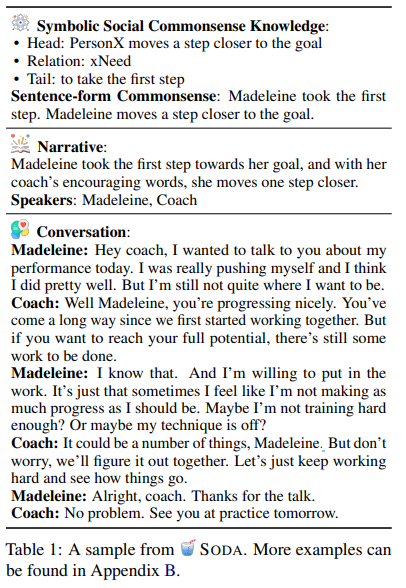 Symbolic Social Commonsense Knowledge:
• Head: PersonX moves a step closer to the goal
• Relation: xNeed
• Tail: to take the first step
Sentence-form Commonsense: Madeleine took the first
step. Madeleine moves a step closer to the goal.
Narrative:
Madeleine took the first step towards her goal, and with her
coach's encouraging words, she moves one step closer.
Speakers: Madeleine, Coach
Conversation:
Madeleine: Hey coach, I wanted to talk to you about my
performance today. I was really pushing myself and I think
I did pretty well. But I'm still not quite where I want to be.
Coach: Well Madeleine, you're progressing nicely. You've
come a long way since we first started working together. But
if you want to reach your full potential, there's still some
work to be done.
Madeleine: I know that. And I'm willing to put in the
work. It's just that sometimes I feel like I'm not making as
much progress as I should be. Maybe I'm not training hard
enough? Or maybe my technique is off?
Coach: It could be a number of things, Madeleine. But don't
worry, we'll figure it out together. Let's just keep working
hard and see how things go.
Madeleine: Alright, coach. Thanks for the talk.
Coach: No problem. See you at practice tomorrow.
Table 1: A sample from SODA. More examples can
be found in Appendix B.